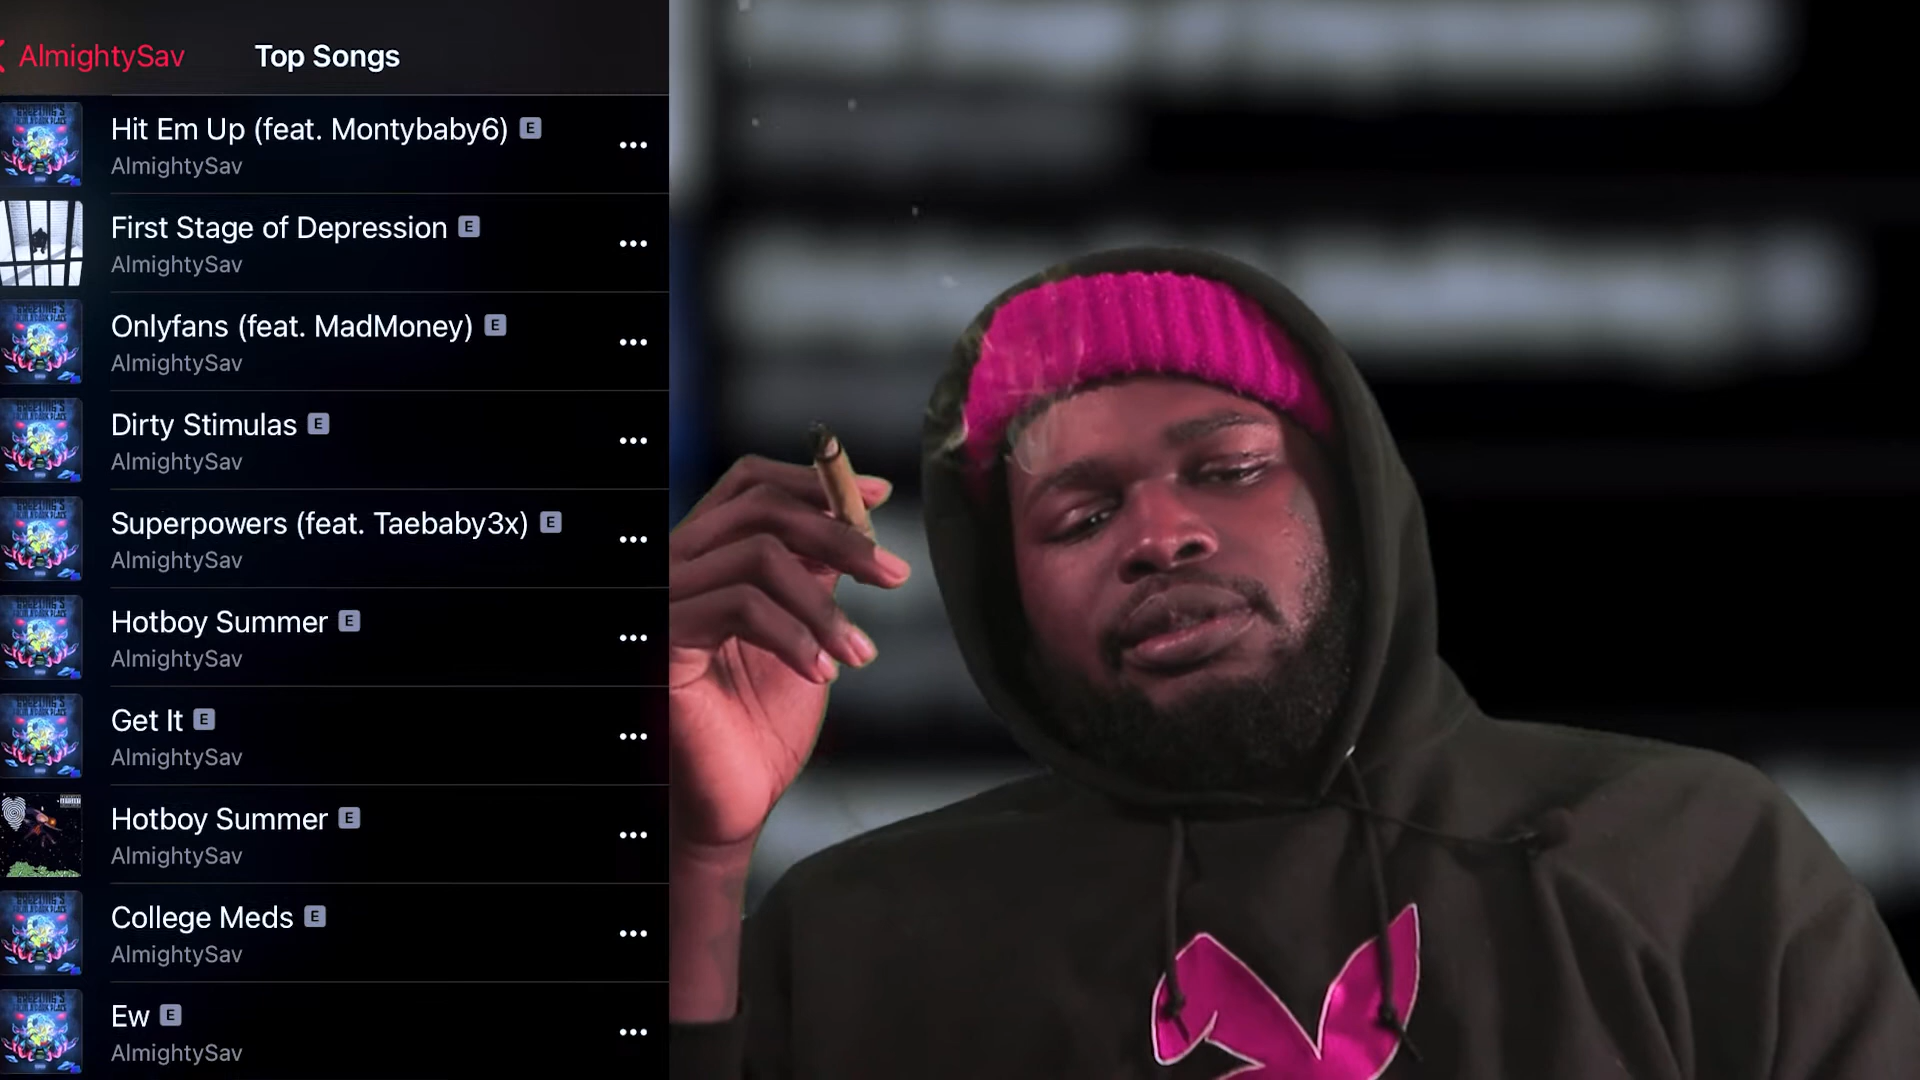 AlmightySav
Top Songs
Hit Em Up (feat. Montybaby6) E
AlmightySav
First Stage of Depression E
AlmightySav
Onlyfans (feat. MadMoney) E
AlmightySav
Dirty Stimulas E
AlmightySav
Superpowers (feat. Taebaby3x) E
AlmightySav
Hotboy Summer E
AlmightySav
Get It E
AlmightySav
Hotboy Summer E
AlmightySav
College Meds E
AlmightySav
Ew E
AlmightySav